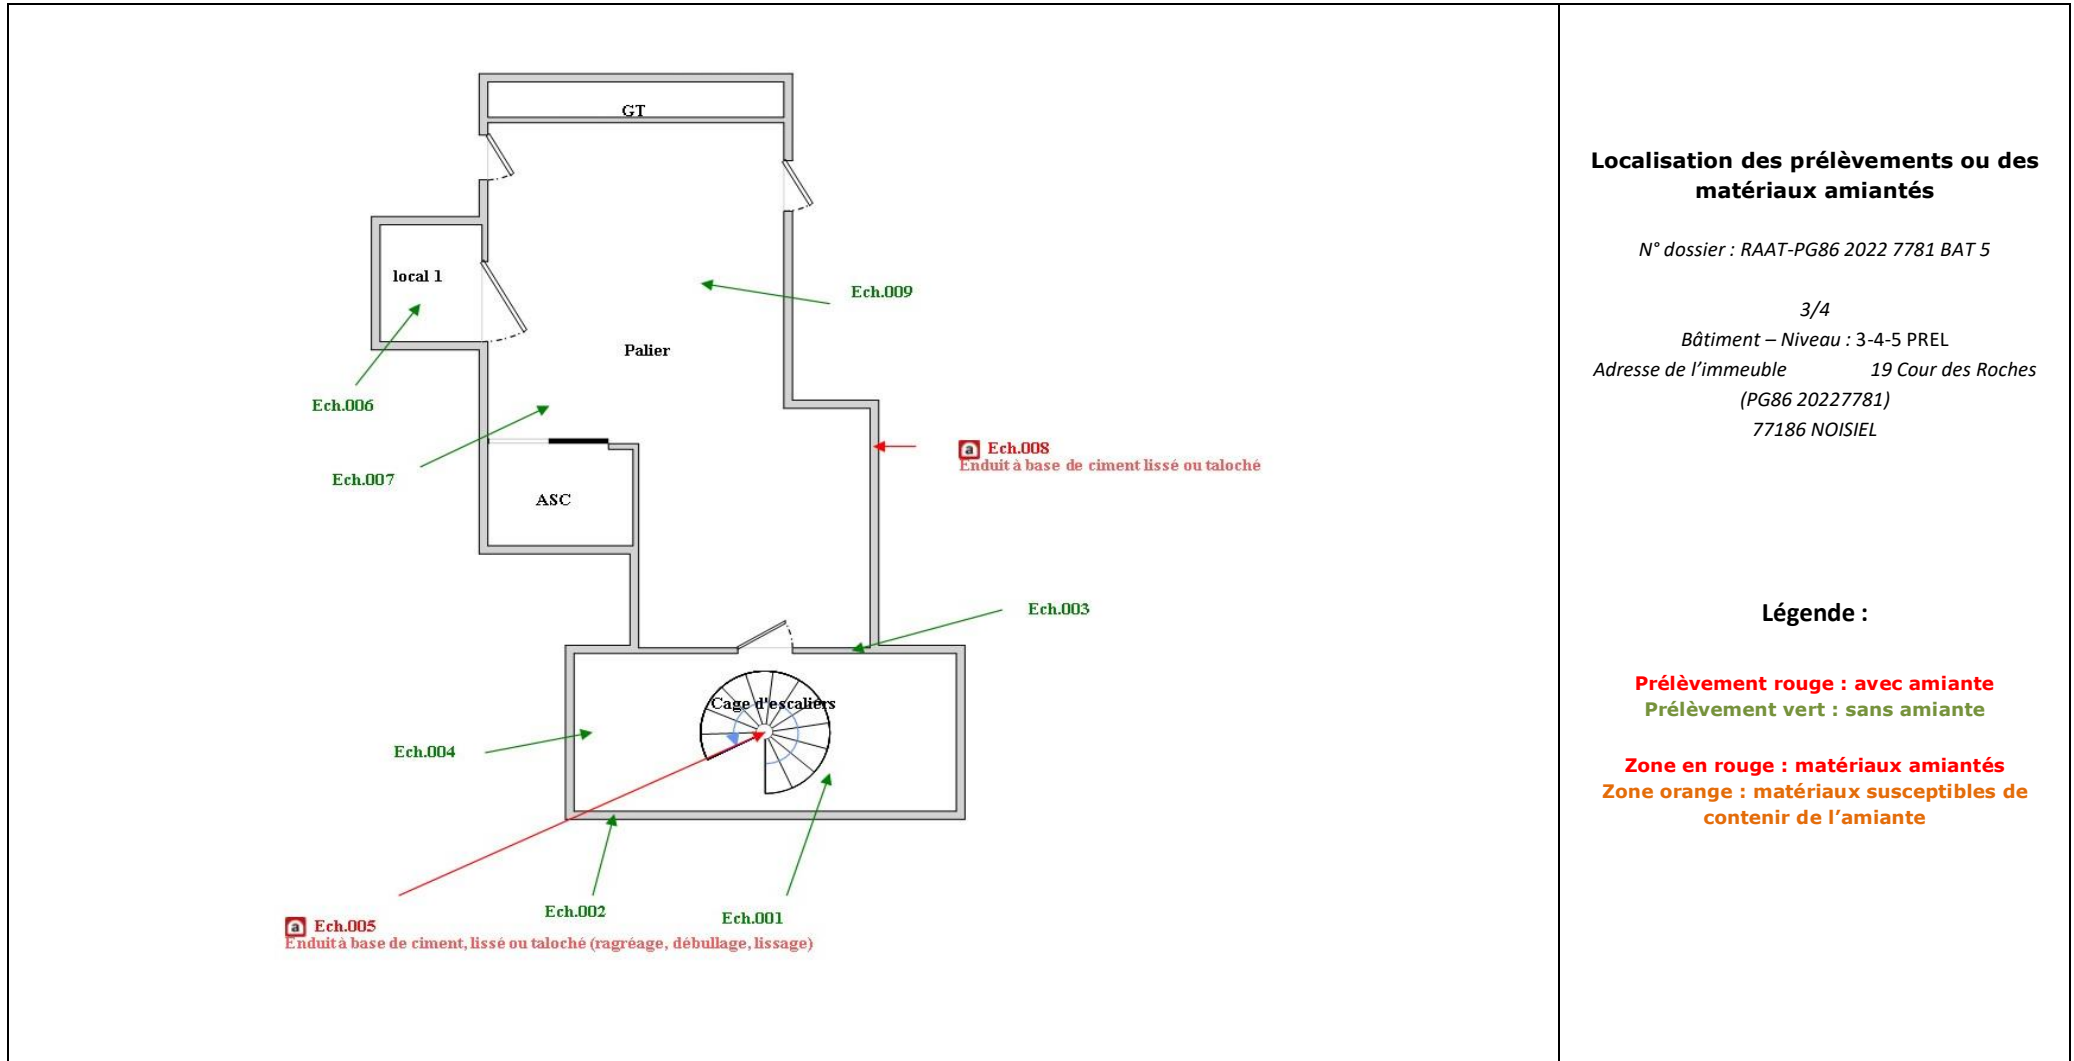 GT
local 1
Ech.009
Palier
Ech.006
a Ech.008
Enduit à base de ciment lissé ou taloché
Ech.007
ASC
Ech.003
Cage d'escaliers
Ech.004
Ech.002
Ech.001
a Ech.005
Enduit à base de ciment, lissé ou taloché (ragréage, débullage, lissage)
Localisation des prélèvements ou des
matériaux amiantés
N° dossier : RAAT-PG86 2022 7781 BAT 5
3/4
Bâtiment – Niveau : 3-4-5 PREL
Adresse de l’immeuble 19 Cour des Roches
(PG86 20227781)
77186 NOISIEL
Légende :
Prélèvement rouge : avec amiante
Prélèvement vert : sans amiante
Zone en rouge : matériaux amiantés
Zone orange : matériaux susceptibles de
contenir de l’amiante